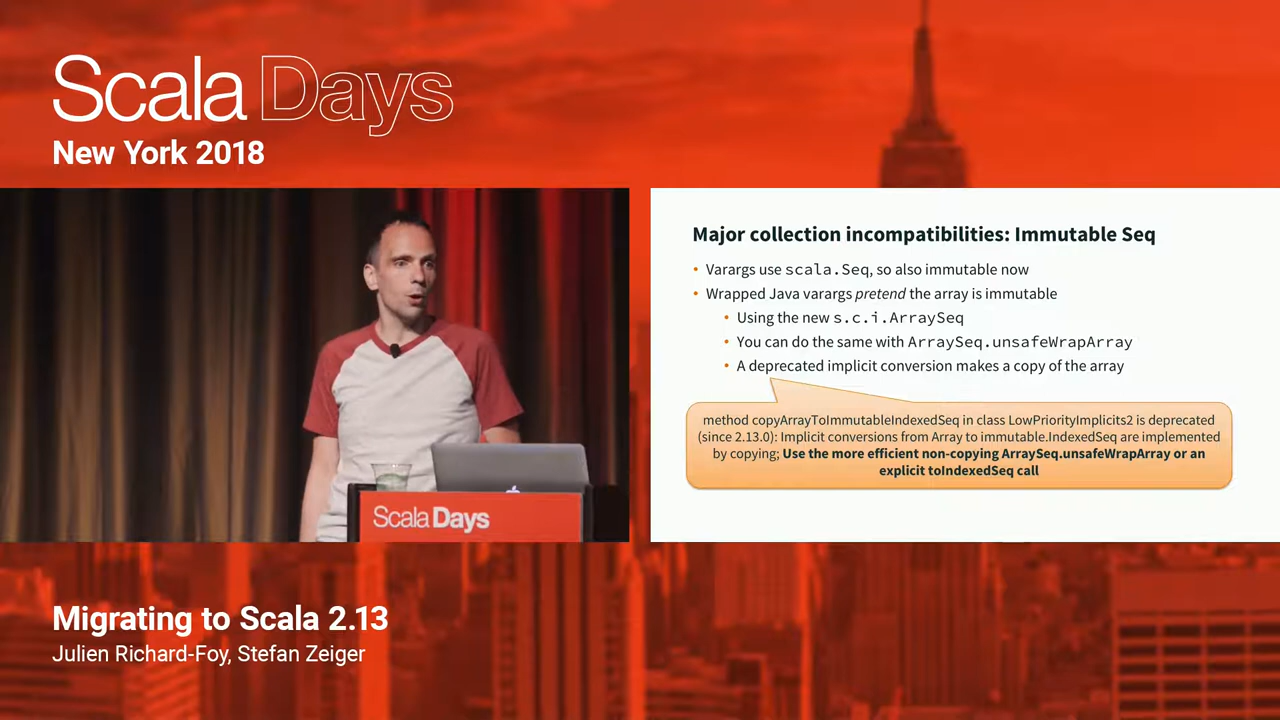 Scala Days
New York 2018
Major collection incompatibilities: Immutable Seq
• Varargs use scala.Seq, so also immutable now
• Wrapped Java varargs pretend the array is immutable
• Using the new s.c.i.ArraySeq
• You can do the same with ArraySeq.unsafeWrapArray
• A deprecated implicit conversion makes a copy of the array
method copyArrayToImmutableIndexedSeq in class LowPriorityImplicits2 is deprecated
(since 2.13.0): Implicit conversions from Array to immutable.IndexedSeq are implemented
by copying; Use the more efficient non-copying ArraySeq.unsafeWrapArray or an
explicit toIndexedSeq call
Scala Days
Migrating to Scala 2.13
Julien Richard-Foy, Stefan Zeiger